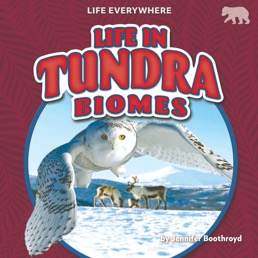 LIFE EVERYWHERE
LIFE IN
TUNDRA
BIOMES
by Jennifer Boothroyd